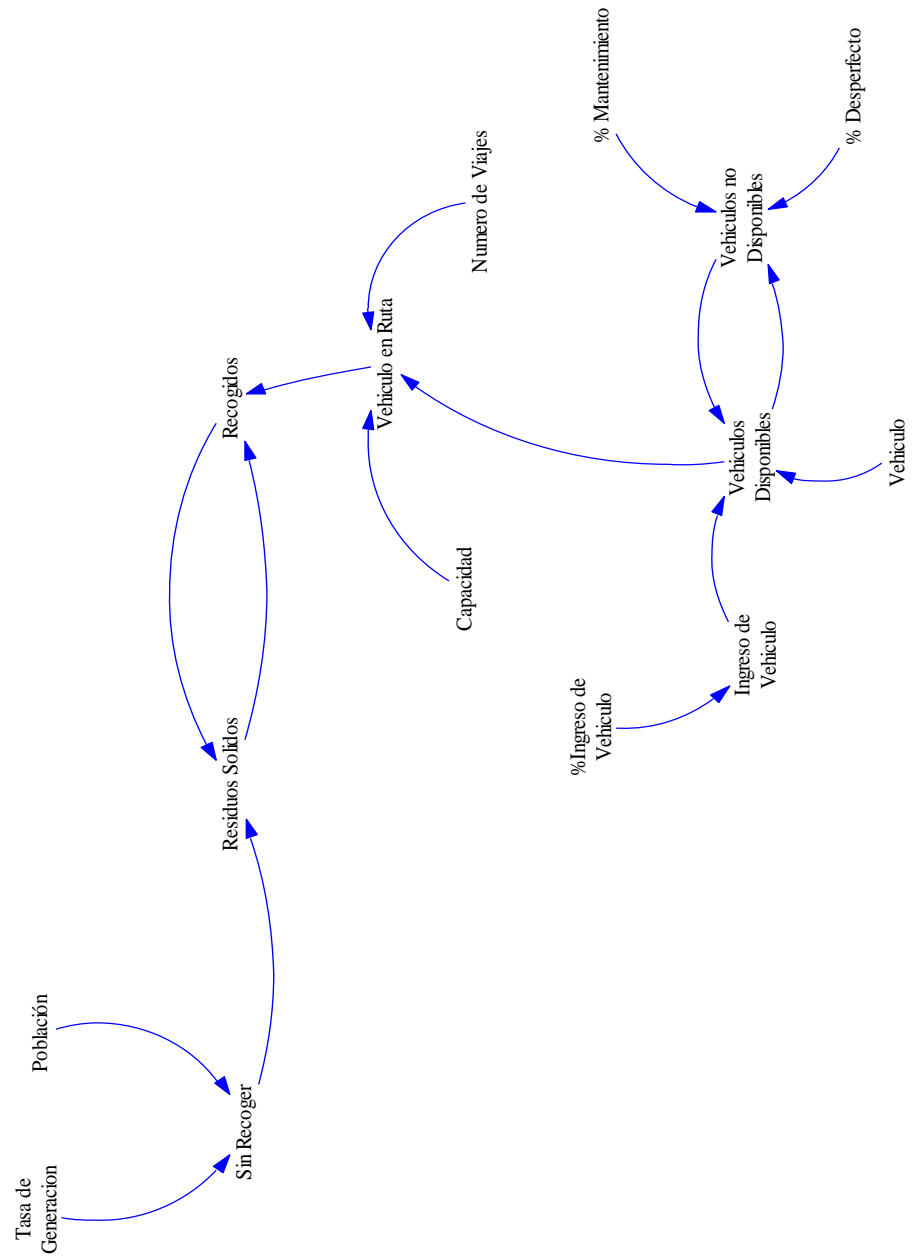 Tasa de
Generacion
Población
Sin Recoger
Residuos Solidos
Recogidos
Capacidad
Vehiculo en Ruta
Numero de Viajes
%Ingreso de
Vehiculo
Ingreso de
Vehiculo
Vehiculos
Disponibles
Vehiculo
Vehiculos no
Disponibles
% Mantenimiento
% Desperfecto